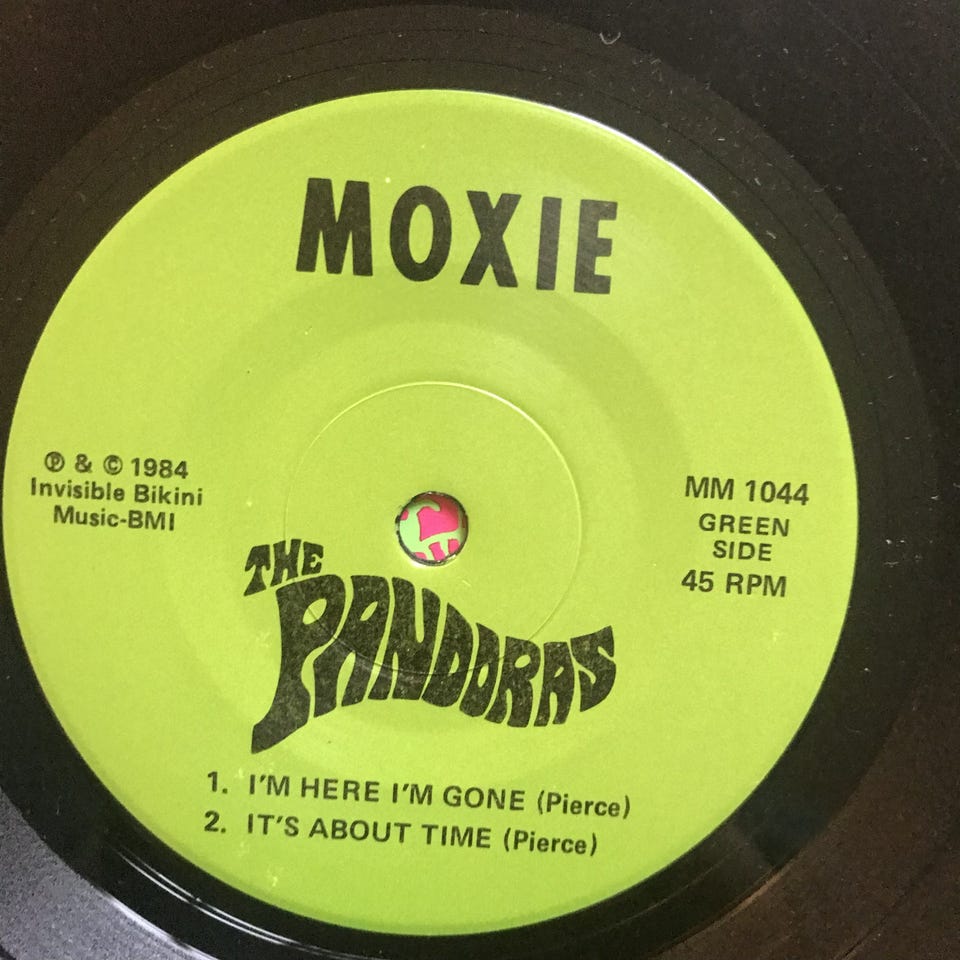 MOXIE
℗ & © 1984
Invisible Bikini
Music-BMI
MM 1044
GREEN
SIDE
45 RPM
THE
PANDORAS
1. I'M HERE I'M GONE (Pierce)
2. IT'S ABOUT TIME (Pierce)